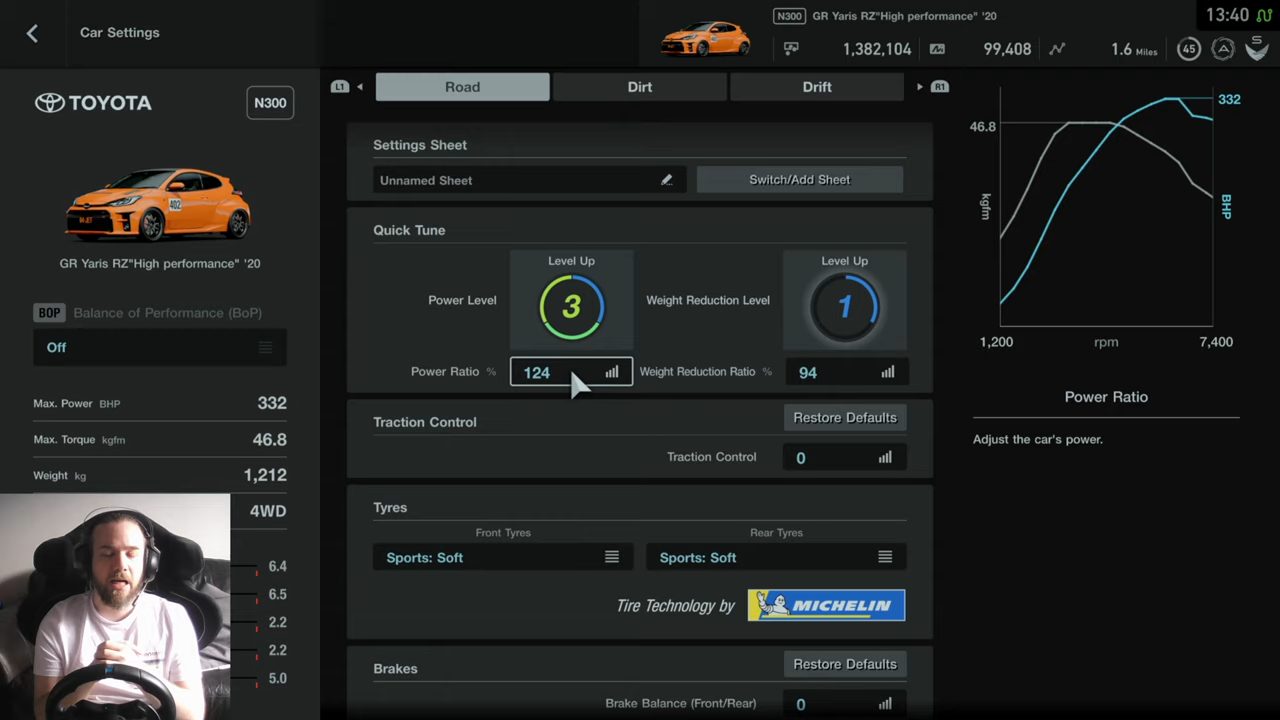 Car Settings
N300 GR Yaris RZ"High performance" '20
13:40
1,382,104 99,408 1.6 Miles 45 A S
TOYOTA N300
402
GR Yaris RZ"High performance" '20
BOP Balance of Performance (BoP)
Off
Max. Power BHP 332
Max. Torque kgfm 46.8
Weight kg 1,212
4WD
6.4
6.5
2.2
2.2
5.0
L1 Road Dirt Drift R1
Settings Sheet
Unnamed Sheet Switch/Add Sheet
Quick Tune
Level Up Level Up
Power Level 3 Weight Reduction Level 1
Power Ratio % 124 Weight Reduction Ratio % 94
Traction Control Restore Defaults
Traction Control 0
Tyres
Front Tyres Rear Tyres
Sports: Soft Sports: Soft
Tire Technology by MICHELIN
Brakes Restore Defaults
Brake Balance (Front/Rear) 0
332
46.8
kgfm BHP
1,200 rpm 7,400
Power Ratio
Adjust the car's power.